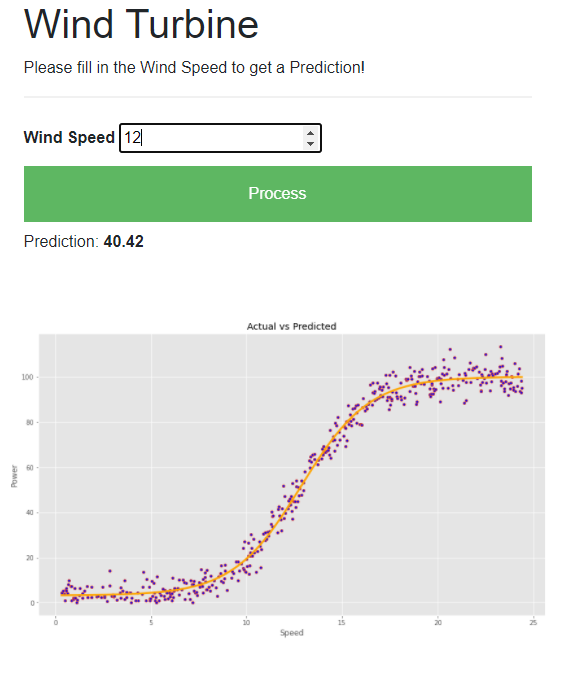 Wind Turbine
Please fill in the Wind Speed to get a Prediction!
Wind Speed 12
Process
Prediction: 40.42
Actual vs Predicted
100
80
60
40
20
0
Power
0 5 10 15 20 25
Speed